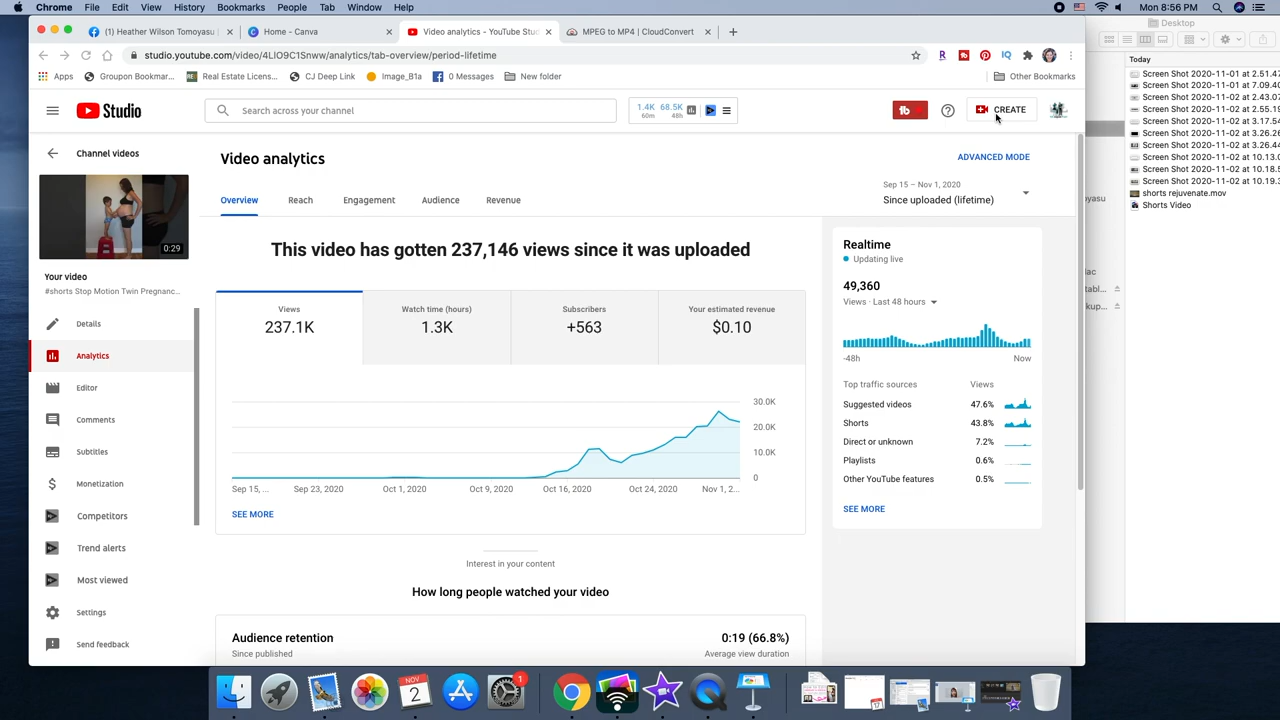 Chrome File Edit View History Bookmarks People Tab Window Help
Mon Nov 2 8:56 PM
(1) Heather Wilson Tomoyasu | × Home - Canva × Video analytics - YouTube Stu × MPEG to MP4 | CloudConvert × +
Desktop
Apps Groupon Bookmar... Real Estate Licens... CJ Deep Link Image_B1a 0 Messages New folder Other Bookmarks
Studio
Search across your channel
1.4K 68.5K
60m 48h
CREATE
Today
Screen Shot 2020-11-01 at 2.51.47
Screen Shot 2020-11-01 at 7.09.40
Screen Shot 2020-11-02 at 2.43.07
Screen Shot 2020-11-02 at 2.55.19
Screen Shot 2020-11-02 at 3.17.54
Screen Shot 2020-11-02 at 3.26.26
Screen Shot 2020-11-02 at 3.26.44
Screen Shot 2020-11-02 at 10.13.0
Screen Shot 2020-11-02 at 10.18.5
Screen Shot 2020-11-02 at 10.19.3
shorts rejuvenate.mov
Shorts Video
Channel videos
0:29
Your video
#shorts Stop Motion Twin Pregnanc...
Details
Analytics
Editor
Comments
Subtitles
Monetization
Competitors
Trend alerts
Most viewed
Settings
Send feedback
Video analytics
ADVANCED MODE
Sep 15 – Nov 1, 2020
Since uploaded (lifetime)
Overview Reach Engagement Audience Revenue
This video has gotten 237,146 views since it was uploaded
Views
237.1K
Watch time (hours)
1.3K
Subscribers
+563
Your estimated revenue
$0.10
30.0K
20.0K
10.0K
0
Sep 15, ... Sep 23, 2020 Oct 1, 2020 Oct 9, 2020 Oct 16, 2020 Oct 24, 2020 Nov 1, 2...
SEE MORE
Interest in your content
How long people watched your video
Audience retention 0:19 (66.8%)
Since published Average view duration
Realtime
Updating live
49,360
Views · Last 48 hours
-48h Now
Top traffic sources Views
Suggested videos 47.6%
Shorts 43.8%
Direct or unknown 7.2%
Playlists 0.6%
Other YouTube features 0.5%
SEE MORE
NOV
2
1